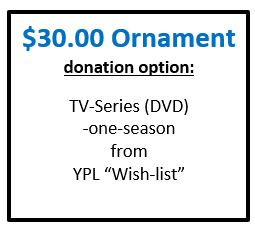 $30.00 Ornament
donation option:
TV-Series (DVD)
-one-season
from
YPL “Wish-list”